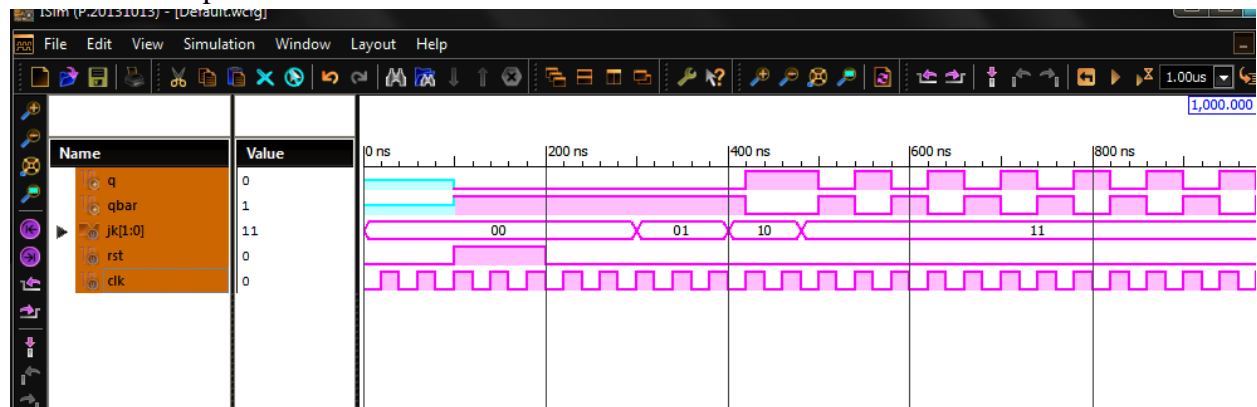 ISim (P.20131013) - [Default.wcfg]
File Edit View Simulation Window Layout Help
1.00us
1,000.000
Name Value
0 ns 200 ns 400 ns 600 ns 800 ns
q 0
qbar 1
jk[1:0] 11 00 01 10 11
rst 0
clk 0